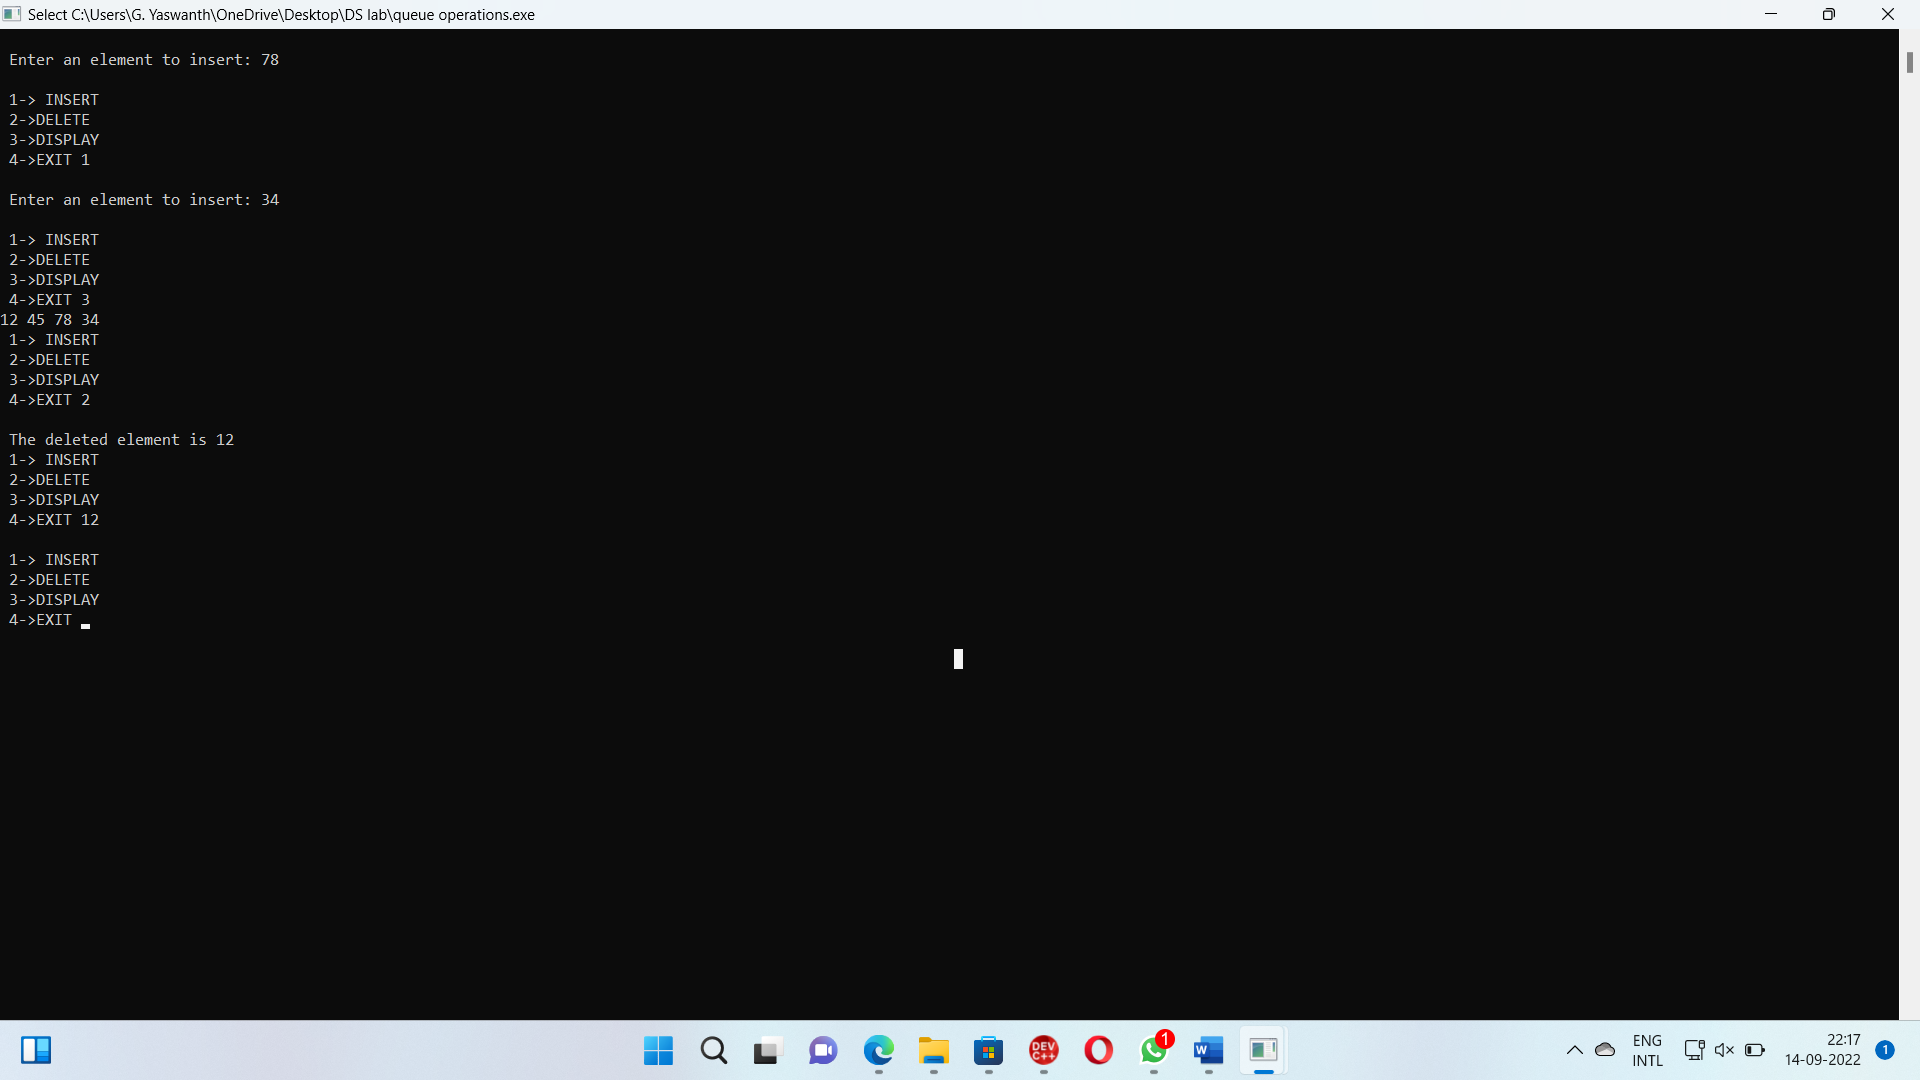 Select C:\Users\G. Yaswanth\OneDrive\Desktop\DS lab\queue operations.exe
Enter an element to insert: 78
1-> INSERT
2->DELETE
3->DISPLAY
4->EXIT 1
Enter an element to insert: 34
1-> INSERT
2->DELETE
3->DISPLAY
4->EXIT 3
12 45 78 34
1-> INSERT
2->DELETE
3->DISPLAY
4->EXIT 2
The deleted element is 12
1-> INSERT
2->DELETE
3->DISPLAY
4->EXIT 12
1-> INSERT
2->DELETE
3->DISPLAY
4->EXIT
DEV
C++
1
W
ENG
INTL
22:17
14-09-2022
1